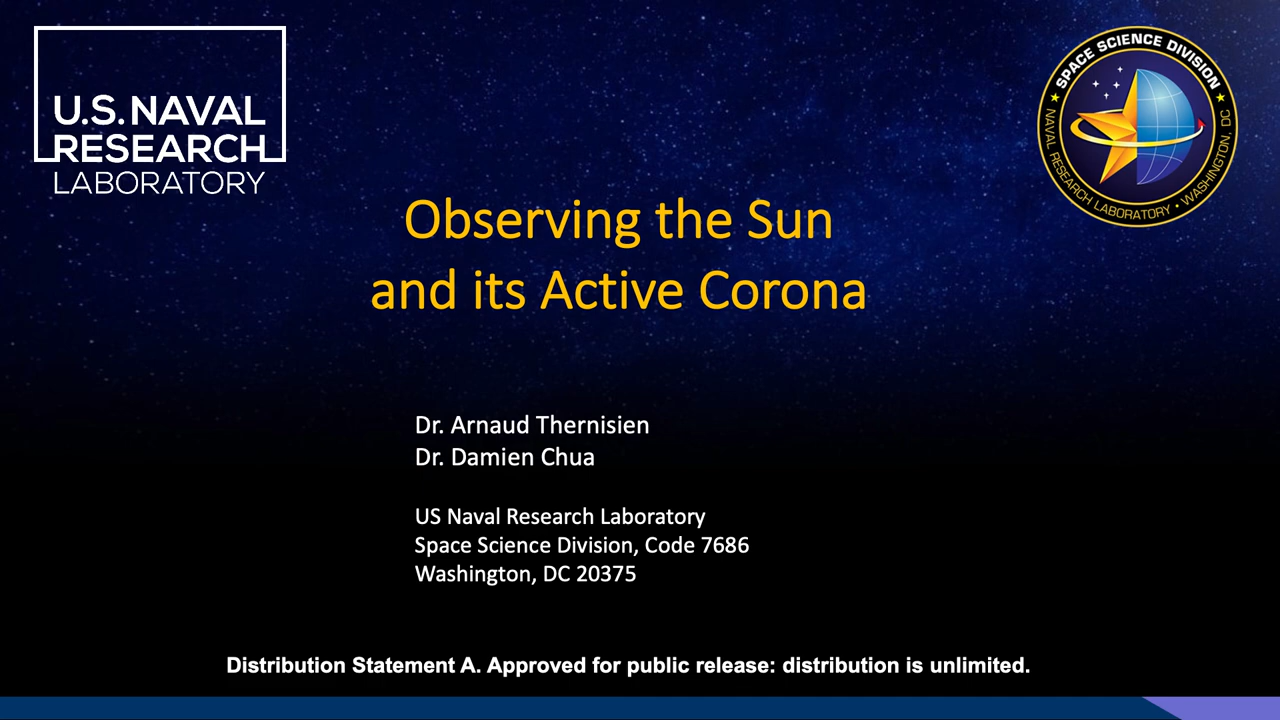 U.S. NAVAL
RESEARCH
LABORATORY
★ SPACE SCIENCE DIVISION ★
NAVAL RESEARCH LABORATORY • WASHINGTON, DC
Observing the Sun
and its Active Corona
Dr. Arnaud Thernisien
Dr. Damien Chua
US Naval Research Laboratory
Space Science Division, Code 7686
Washington, DC 20375
Distribution Statement A. Approved for public release: distribution is unlimited.